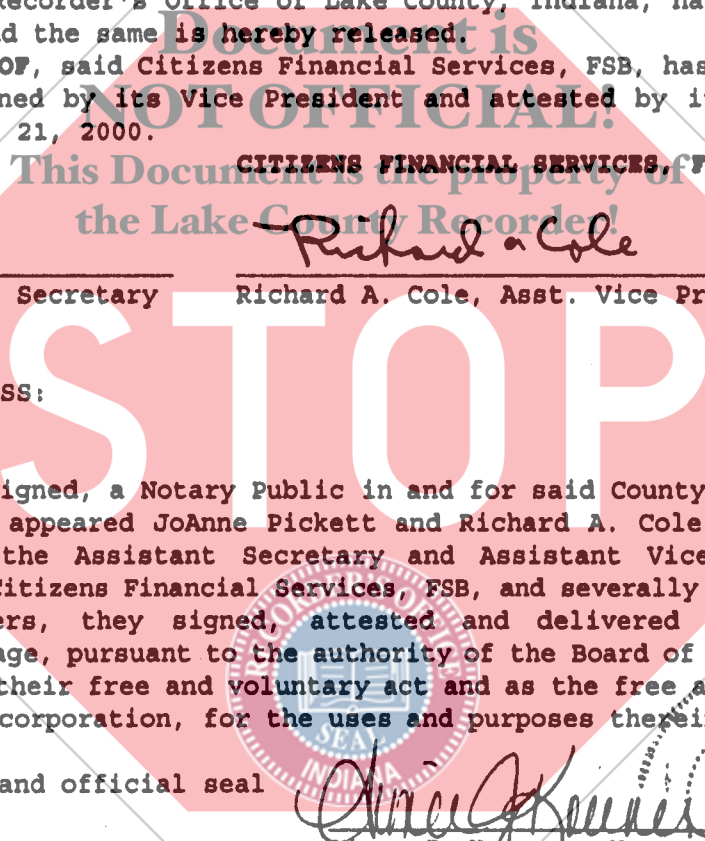 Recorder's Office of Lake County, Indiana, ha
d the same is hereby released.
Document is
OF, said Citizens Financial Services, FSB, has
ned by its Vice President and attested by i
NOT OFFICIAL!
21, 2000.
CITIZENS FINANCIAL SERVICES, F
This Document is the property of
the Lake County Recorder!
Richard a Cole
Secretary Richard A. Cole, Asst. Vice Pr
STOP
SS:
igned, a Notary Public in and for said County
appeared JoAnne Pickett and Richard A. Cole
the Assistant Secretary and Assistant Vice
Citizens Financial Services, FSB, and severally
ers, they signed, attested and delivered
age, pursuant to the authority of the Board of
their free and voluntary act and as the free a
corporation, for the uses and purposes therei
RECORDER'S OFFICE
SEAL
INDIANA
and official seal